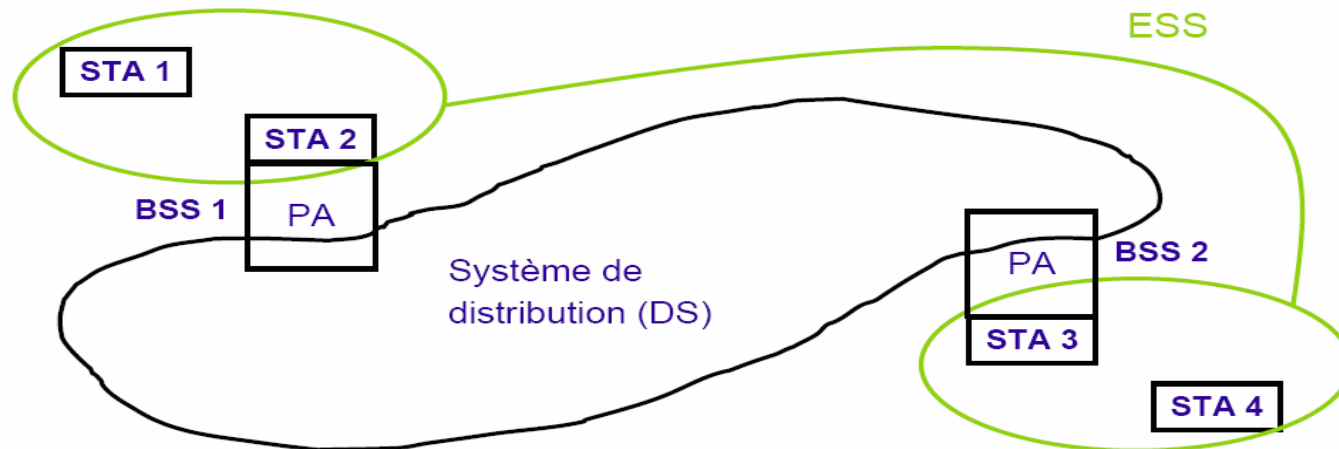 ESS
STA 1
STA 2
BSS 1
PA
Système de
distribution (DS)
PA
BSS 2
STA 3
STA 4